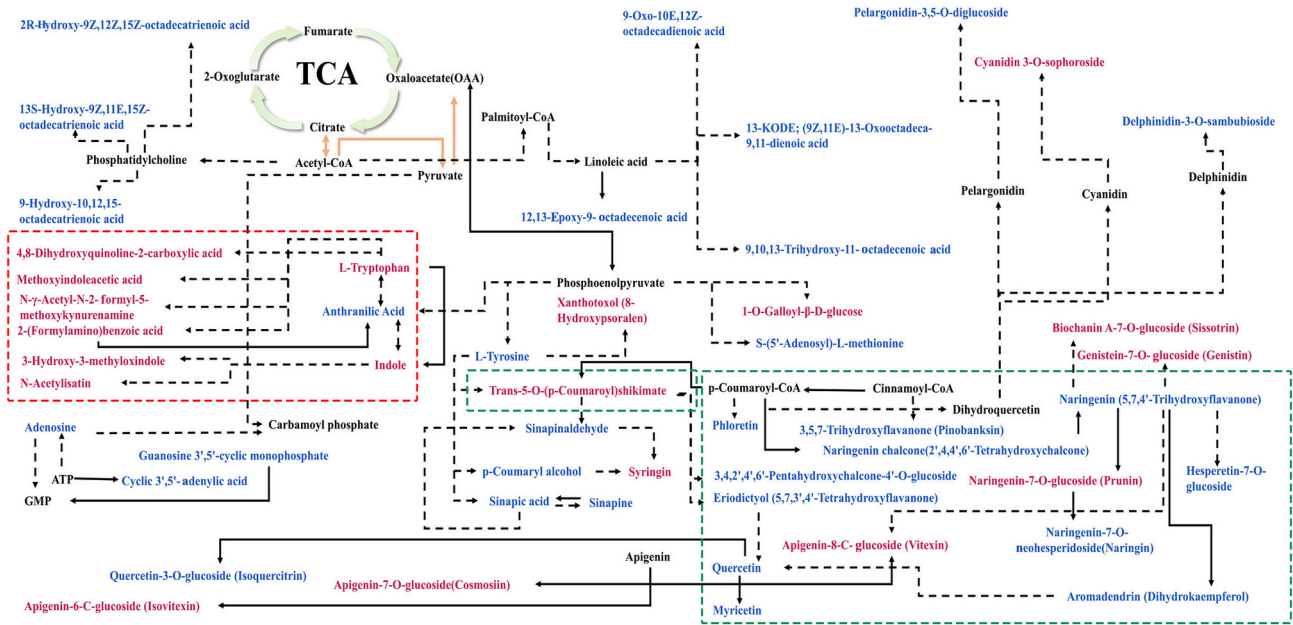 2R-Hydroxy-9Z,12Z,15Z-octadecatrienoic acid
Fumarate
2-Oxoglutarate
TCA
Oxaloacetate(OAA)
Citrate
13S-Hydroxy-9Z,11E,15Z-
octadecatrienoic acid
Phosphatidylcholine
Acetyl-CoA
Pyruvate
9-Hydroxy-10,12,15-
octadecatrienoic acid
9-Oxo-10E,12Z-
octadecadienoic acid
Palmitoyl-CoA
Linoleic acid
13-KODE; (9Z,11E)-13-Oxooctadeca-
9,11-dienoic acid
12,13-Epoxy-9- octadecenoic acid
9,10,13-Trihydroxy-11- octadecenoic acid
Pelargonidin-3,5-O-diglucoside
Cyanidin 3-O-sophoroside
Delphinidin-3-O-sambubioside
Pelargonidin
Cyanidin
Delphinidin
4,8-Dihydroxyquinoline-2-carboxylic acid
L-Tryptophan
Methoxyindoleacetic acid
N-γ-Acetyl-N-2- formyl-5-
methoxykynurenamine
Anthranilic Acid
2-(Formylamino)benzoic acid
3-Hydroxy-3-methyloxindole
Indole
N-Acetylisatin
Phosphoenolpyruvate
Xanthotoxol (8-
Hydroxypsoralen)
1-O-Galloyl-β-D-glucose
L-Tyrosine
S-(5'-Adenosyl)-L-methionine
Trans-5-O-(p-Coumaroyl)shikimate
Biochanin A-7-O-glucoside (Sissotrin)
Genistein-7-O- glucoside (Genistin)
p-Coumaroyl-CoA
Cinnamoyl-CoA
Naringenin (5,7,4'-Trihydroxyflavanone)
Dihydroquercetin
Phloretin
3,5,7-Trihydroxyflavanone (Pinobanksin)
Naringenin chalcone(2',4,4',6'-Tetrahydroxychalcone)
Adenosine
Carbamoyl phosphate
Sinapinaldehyde
Guanosine 3',5'-cyclic monophosphate
ATP
Cyclic 3',5'- adenylic acid
GMP
p-Coumaryl alcohol
Syringin
Sinapic acid
Sinapine
3,4,2',4',6'-Pentahydroxychalcone-4'-O-glucoside
Naringenin-7-O-glucoside (Prunin)
Hesperetin-7-O-
glucoside
Eriodictyol (5,7,3',4'-Tetrahydroxyflavanone)
Apigenin-8-C- glucoside (Vitexin)
Naringenin-7-O-
neohesperidoside(Naringin)
Apigenin
Quercetin
Quercetin-3-O-glucoside (Isoquercitrin)
Apigenin-7-O-glucoside(Cosmosiin)
Apigenin-6-C-glucoside (Isovitexin)
Myricetin
Aromadendrin (Dihydrokaempferol)